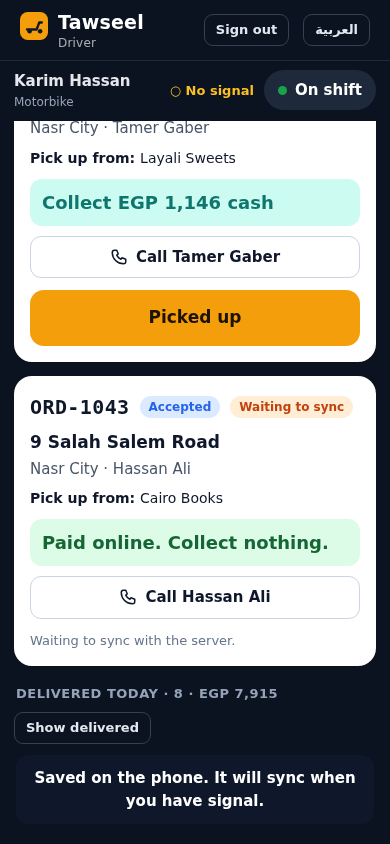 Tawseel
Driver
Sign out
العربية
Karim Hassan
Motorbike
No signal
On shift
Nasr City · Tamer Gaber
Pick up from: Layali Sweets
Collect EGP 1,146 cash
Call Tamer Gaber
Picked up
ORD-1043
Accepted
Waiting to sync
9 Salah Salem Road
Nasr City · Hassan Ali
Pick up from: Cairo Books
Paid online. Collect nothing.
Call Hassan Ali
Waiting to sync with the server.
DELIVERED TODAY · 8 · EGP 7,915
Show delivered
Saved on the phone. It will sync when
you have signal.